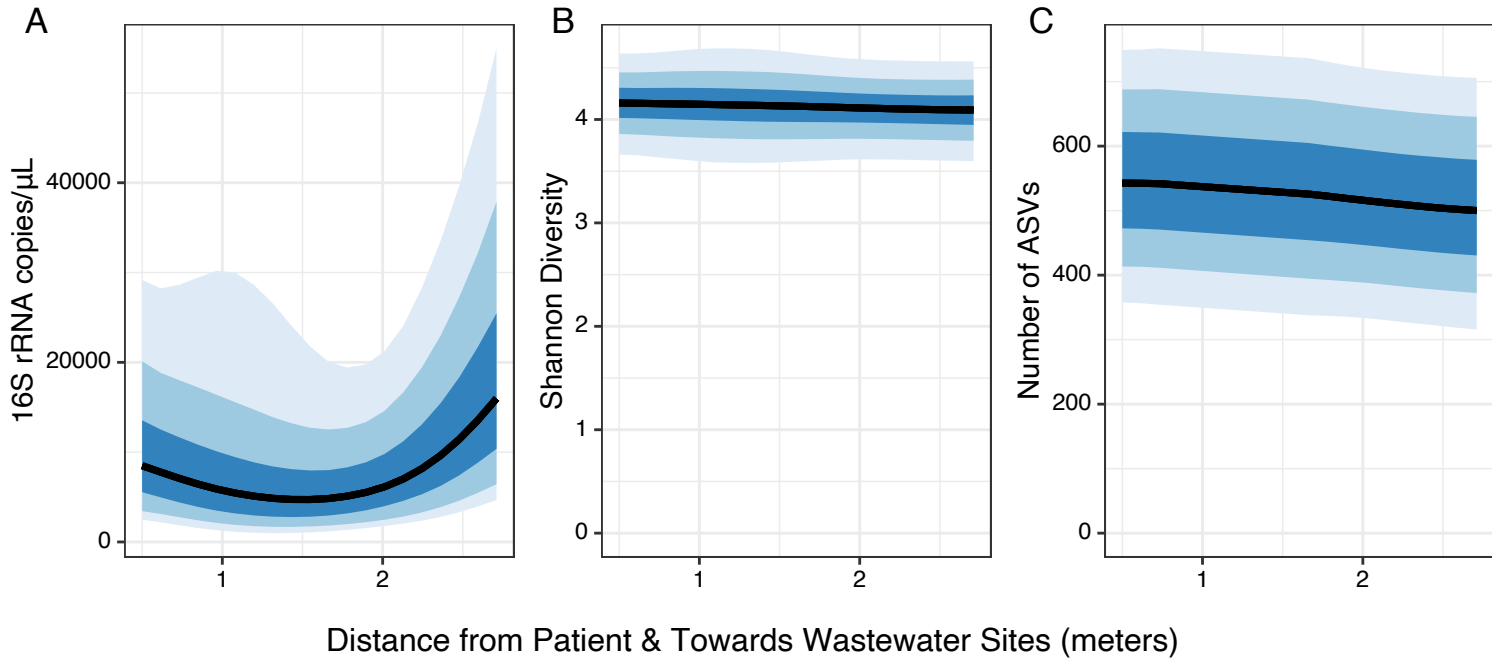 A
16S rRNA copies/µL
40000
20000
0
1
2
B
Shannon Diversity
4
3
2
1
0
1
2
C
Number of ASVs
600
400
200
0
1
2
Distance from Patient & Towards Wastewater Sites (meters)